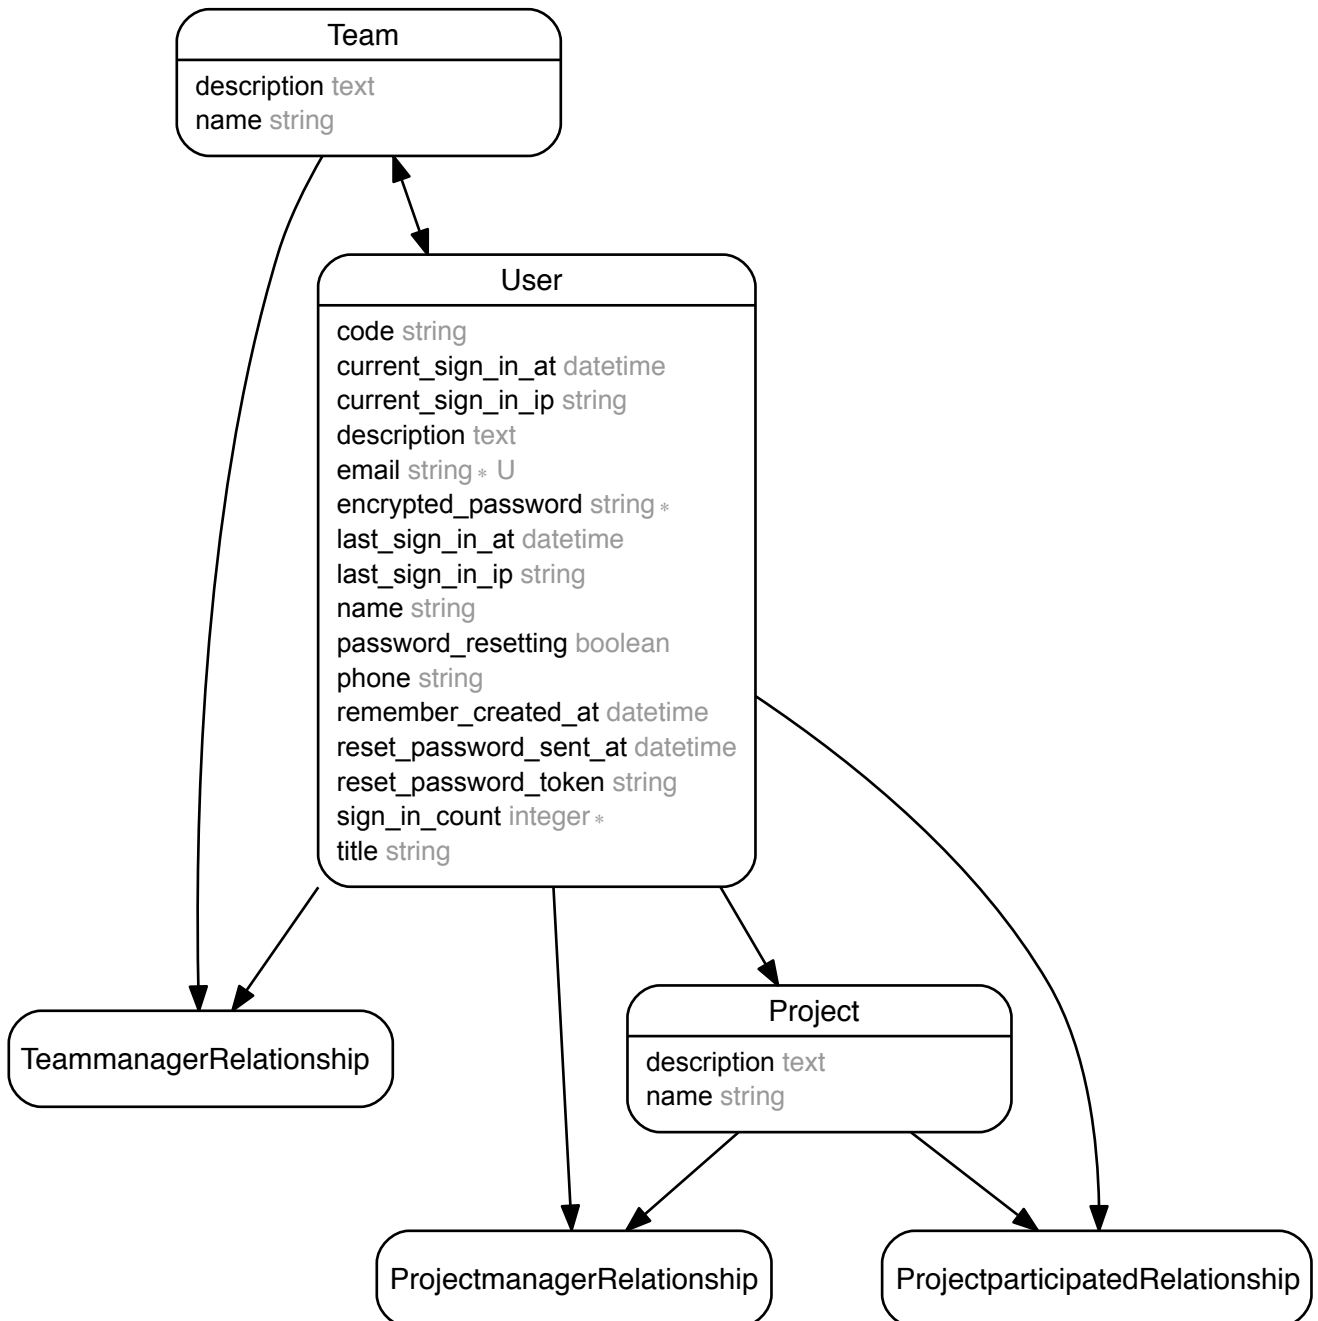 Team
description text
name string
User
code string
current_sign_in_at datetime
current_sign_in_ip string
description text
email string * U
encrypted_password string *
last_sign_in_at datetime
last_sign_in_ip string
name string
password_resetting boolean
phone string
remember_created_at datetime
reset_password_sent_at datetime
reset_password_token string
sign_in_count integer *
title string
Project
TeammanagerRelationship
description text
name string
ProjectmanagerRelationship
ProjectparticipatedRelationship